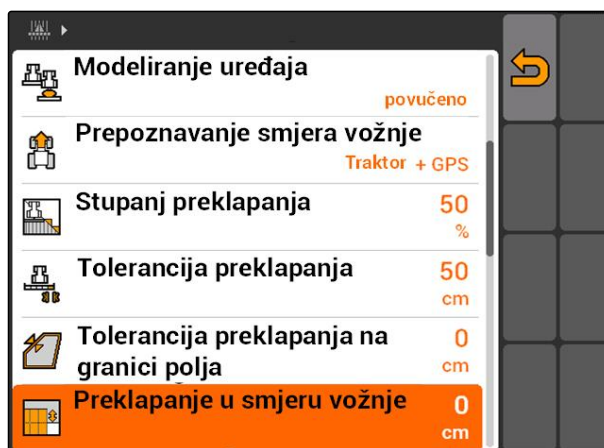 Modeliranje uređaja
povučeno
Prepoznavanje smjera vožnje
Traktor + GPS
Stupanj preklapanja
50
%
Tolerancija preklapanja
50
cm
Tolerancija preklapanja na
granici polja
0
cm
Preklapanje u smjeru vožnje
0
cm